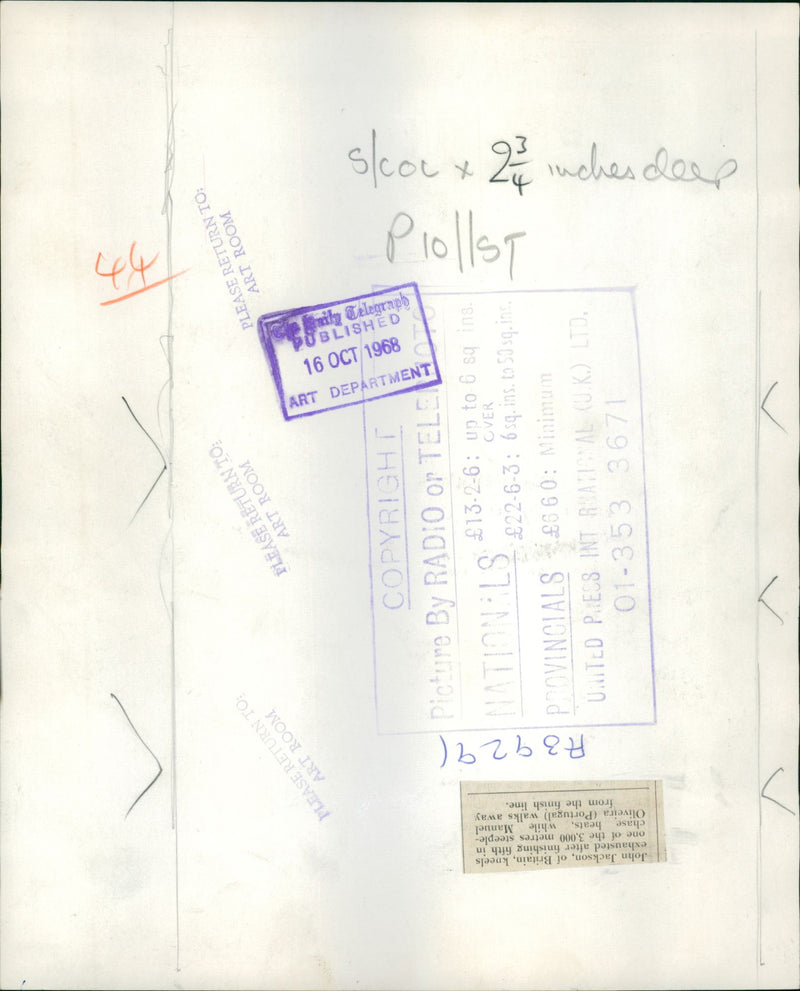 S/COL x 2 3/4 inches deep
P10//ST
44
PLEASE RETURN TO:
ART ROOM
The Daily Telegraph
PUBLISHED
16 OCT 1968
ART DEPARTMENT
COPYRIGHT
Picture By RADIO or TELEPHOTO
NATIONALS £13-2-6: up to 6 sq ins.
OVER
£22-6-3: 6 sq. ins. to 50 sq. ins.
PROVINCIALS £6 6 0: Minimum
UNITED PRESS INTERNATIONAL (U.K.) LTD.
01-353 3671
PLEASE RETURN TO:
ART ROOM
PLEASE RETURN TO:
ART ROOM
A39291
John Jackson, of Britain, kneels
exhausted after finishing fifth in
one of the 3,000 metres steeple-
chase heats, while Manuel
Oliveira (Portugal) walks away
from the finish line.